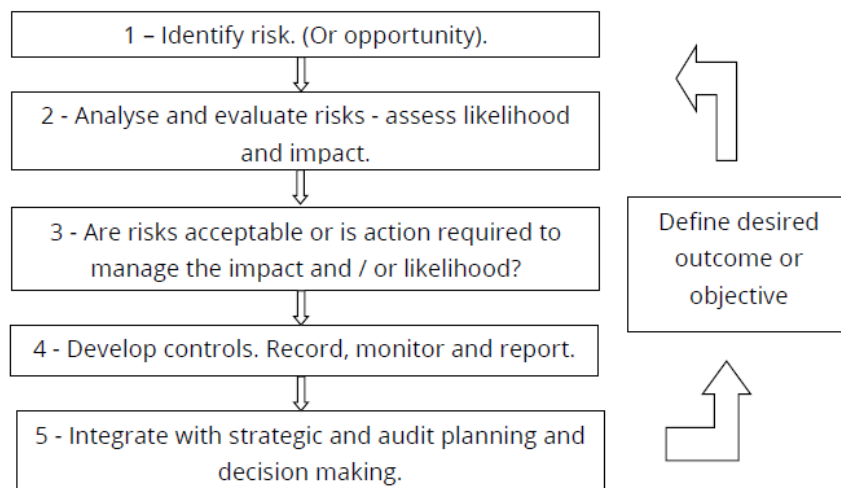 1 – Identify risk. (Or opportunity).
2 - Analyse and evaluate risks - assess likelihood
and impact.
3 - Are risks acceptable or is action required to
manage the impact and / or likelihood?
4 - Develop controls. Record, monitor and report.
5 - Integrate with strategic and audit planning and
decision making.
Define desired
outcome or
objective